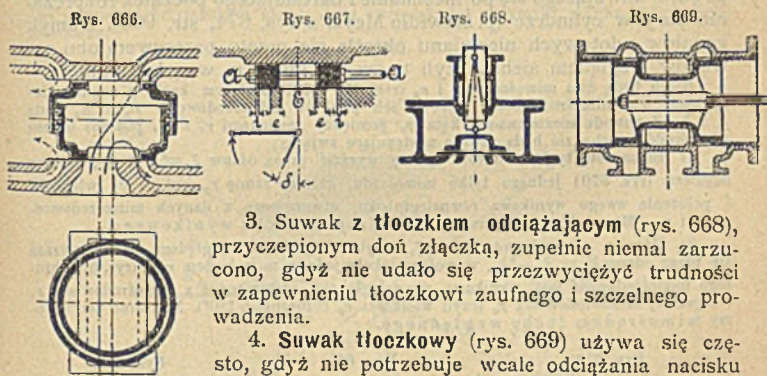 Rys. 666. Rys. 667. Rys. 668. Rys. 669.
a a
b
i e e i
δ
3. Suwak z tłoczkiem odciążającym (rys. 668),
przyczepionym doń złączką, zupełnie niemal zarzu-
cono, gdyż nie udało się przezwyciężyć trudności
w zapewnieniu tłoczkowi zaufnego i szczelnego pro-
wadzenia.
4. Suwak tłoczkowy (rys. 669) używa się czę-
sto, gdyż nie potrzebuje wcale odciążania nacisku